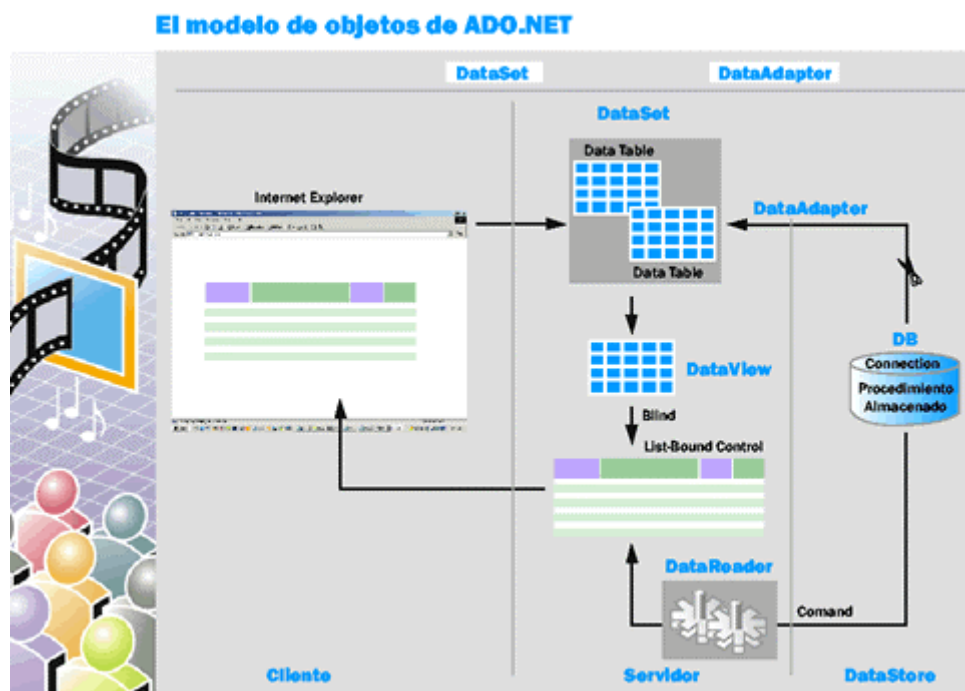 El modelo de objetos de ADO.NET
DataSet
DataAdapter
DataSet
Data Table
Internet Explorer
DataAdapter
Data Table
DB
Connection
DataView
Procedimiento
Almacenado
Blind
List-Bound Control
DataReader
Comand
Cliente
Servidor
DataStore